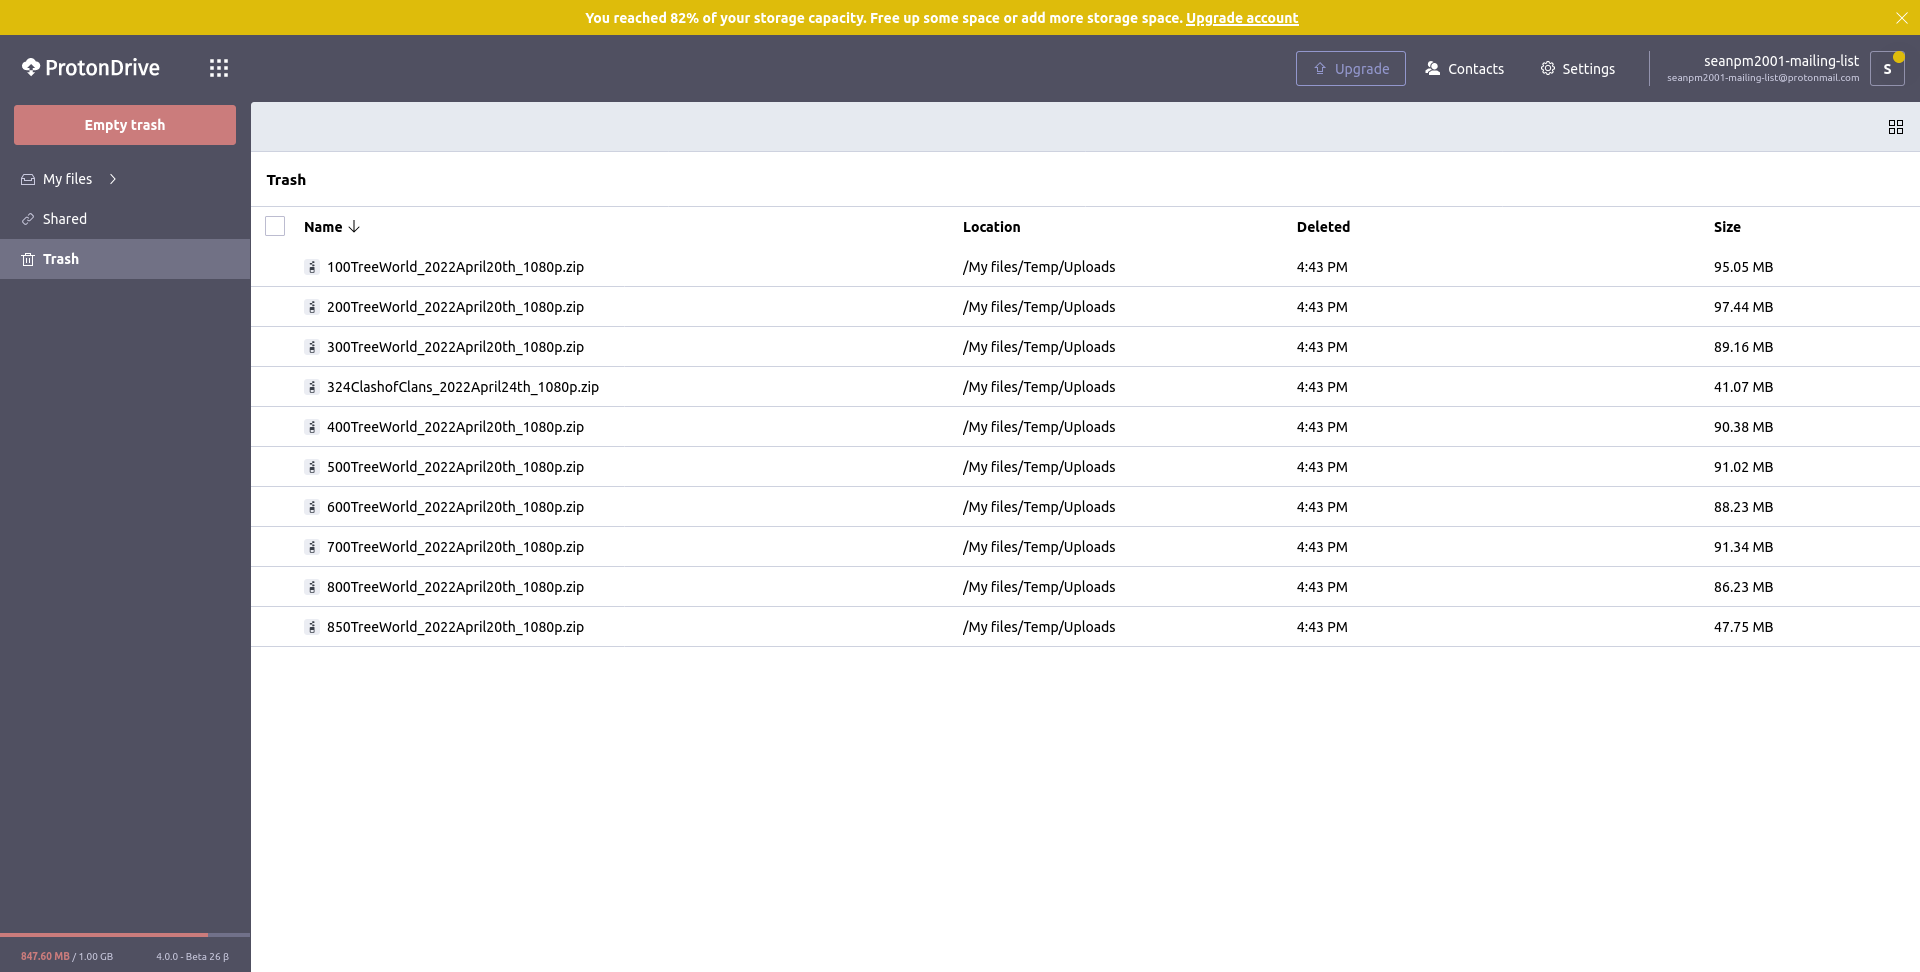 You reached 82% of your storage capacity. Free up some space or add more storage space. Upgrade account
ProtonDrive
Upgrade
Contacts
Settings
seanpm2001-mailing-list
seanpm2001-mailing-list@protonmail.com
S
Empty trash
My files
Shared
Trash
Trash
Name Location Deleted Size
100TreeWorld_2022April20th_1080p.zip /My files/Temp/Uploads 4:43 PM 95.05 MB
200TreeWorld_2022April20th_1080p.zip /My files/Temp/Uploads 4:43 PM 97.44 MB
300TreeWorld_2022April20th_1080p.zip /My files/Temp/Uploads 4:43 PM 89.16 MB
324ClashofClans_2022April24th_1080p.zip /My files/Temp/Uploads 4:43 PM 41.07 MB
400TreeWorld_2022April20th_1080p.zip /My files/Temp/Uploads 4:43 PM 90.38 MB
500TreeWorld_2022April20th_1080p.zip /My files/Temp/Uploads 4:43 PM 91.02 MB
600TreeWorld_2022April20th_1080p.zip /My files/Temp/Uploads 4:43 PM 88.23 MB
700TreeWorld_2022April20th_1080p.zip /My files/Temp/Uploads 4:43 PM 91.34 MB
800TreeWorld_2022April20th_1080p.zip /My files/Temp/Uploads 4:43 PM 86.23 MB
850TreeWorld_2022April20th_1080p.zip /My files/Temp/Uploads 4:43 PM 47.75 MB
847.60 MB / 1.00 GB 4.0.0 - Beta 26 β